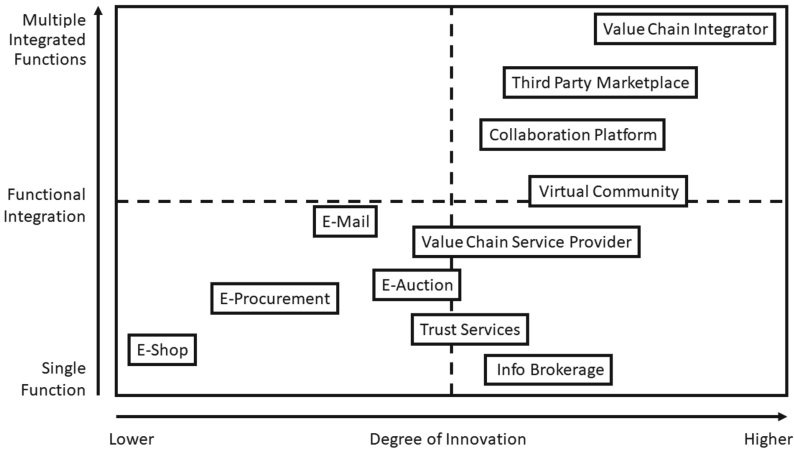 Multiple
Integrated
Functions
Value Chain Integrator
Third Party Marketplace
Collaboration Platform
Functional
Integration
Virtual Community
E-Mail
Value Chain Service Provider
E-Auction
E-Procurement
Trust Services
E-Shop
Info Brokerage
Single
Function
Lower
Degree of Innovation
Higher